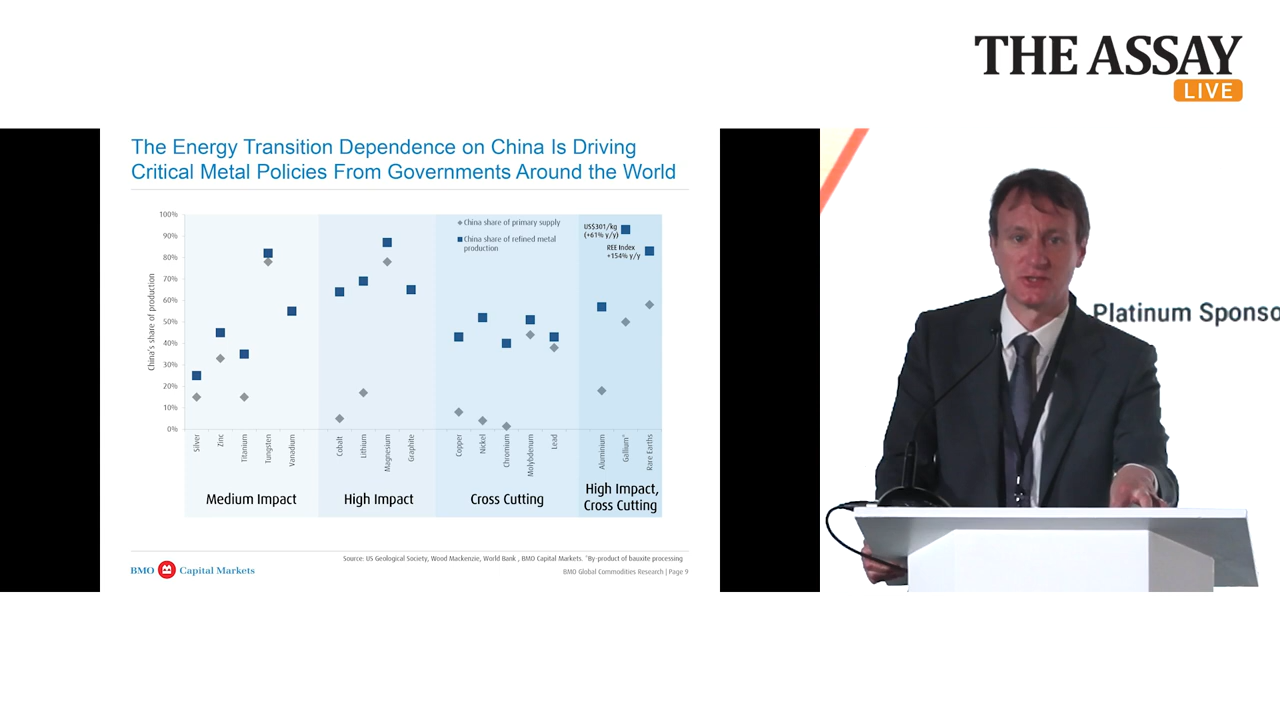 THE ASSAY
LIVE
The Energy Transition Dependence on China Is Driving
Critical Metal Policies From Governments Around the World
China's share of production
100%
90%
80%
70%
60%
50%
40%
30%
20%
10%
0%
China share of primary supply
China share of refined metal
production
US$301/kg
(+61% y/y)
REE Index
+154% y/y
Silver
Zinc
Titanium
Tungsten
Vanadium
Cobalt
Lithium
Magnesium
Graphite
Copper
Nickel
Chromium
Molybdenum
Lead
Aluminium
Gallium*
Rare Earths
Medium Impact
High Impact
Cross Cutting
High Impact,
Cross Cutting
Source: US Geological Society, Wood Mackenzie, World Bank , BMO Capital Markets. *By-product of bauxite processing
BMO Capital Markets
BMO Global Commodities Research | Page 9
Platinum Sponso